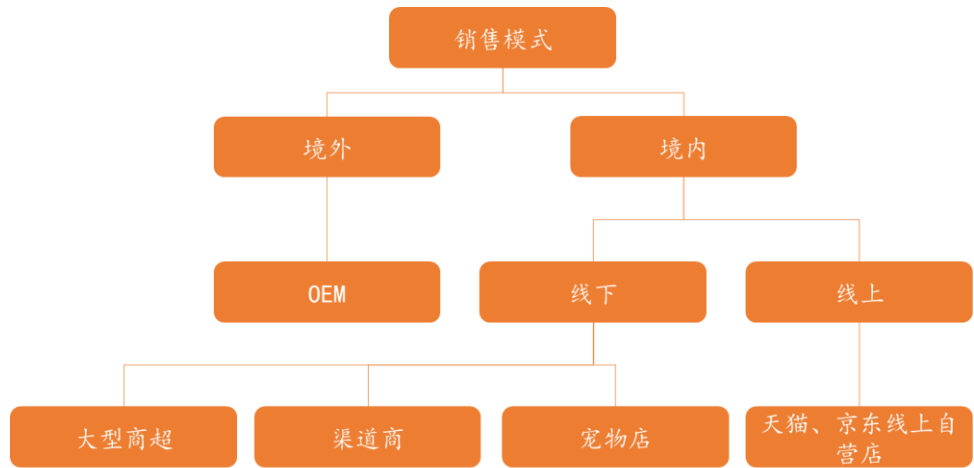 销售模式
境外
境内
OEM
线下
线上
大型商超
渠道商
宠物店
天猫、京东线上自
营店